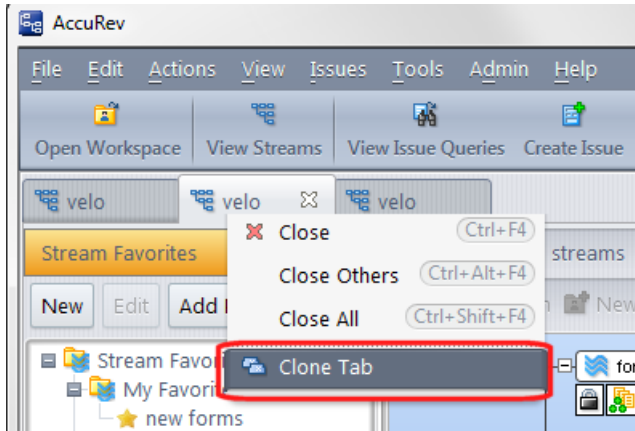 AccuRev
File Edit Actions View Issues Tools Admin Help
Open Workspace View Streams View Issue Queries Create Issue
velo velo velo
Close Ctrl+F4
Stream Favorites streams
Close Others Ctrl+Alt+F4
New Edit Add New
Close All Ctrl+Shift+F4
Clone Tab
Stream Favo
My Favori
new forms